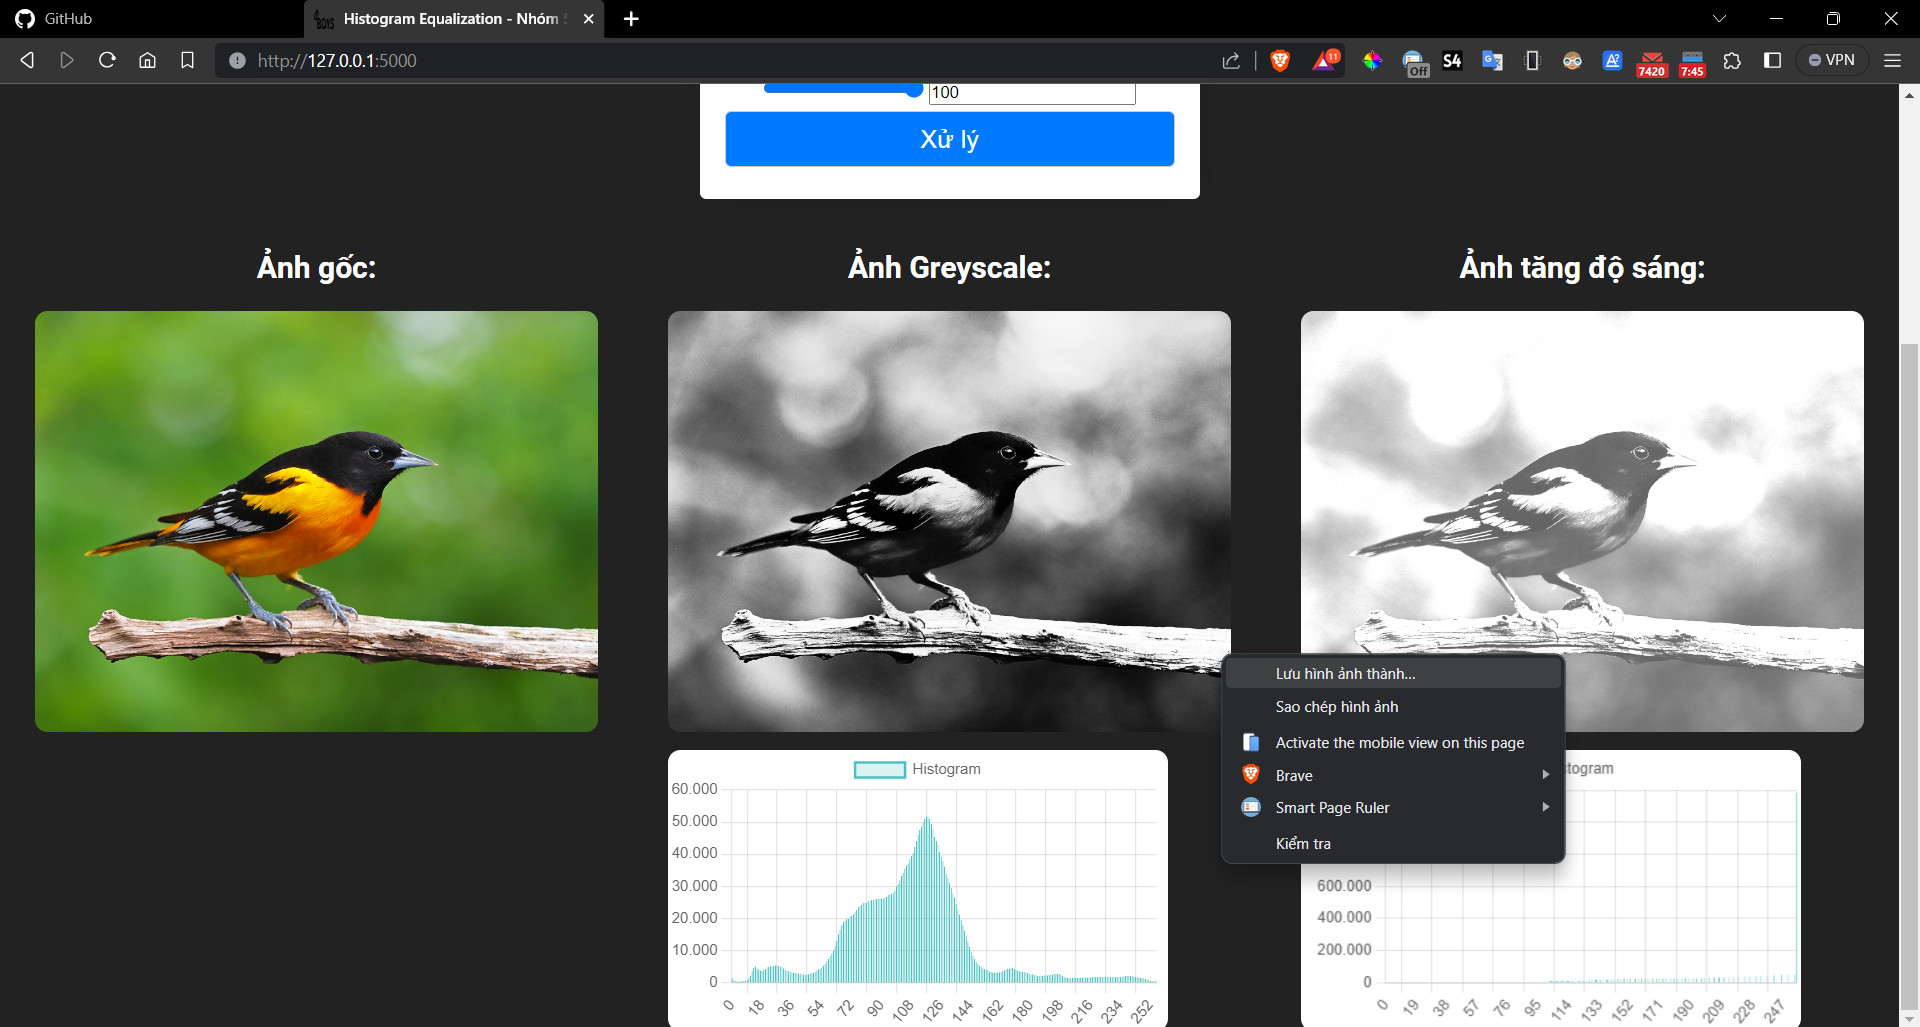 GitHub
BOYS
Histogram Equalization - Nhóm
http://127.0.0.1:5000
11
Off
S4
7420
7:45
VPN
100
Xử lý
Ảnh gốc:
Ảnh Greyscale:
Ảnh tăng độ sáng:
Lưu hình ảnh thành...
Sao chép hình ảnh
Activate the mobile view on this page
Brave
Smart Page Ruler
Kiểm tra
Histogram
60.000
50.000
40.000
30.000
20.000
10.000
0
0 18 36 54 72 90 108 126 144 162 180 198 216 234 252
togram
600.000
400.000
200.000
0
0 19 38 57 76 95 114 133 152 171 190 209 228 247